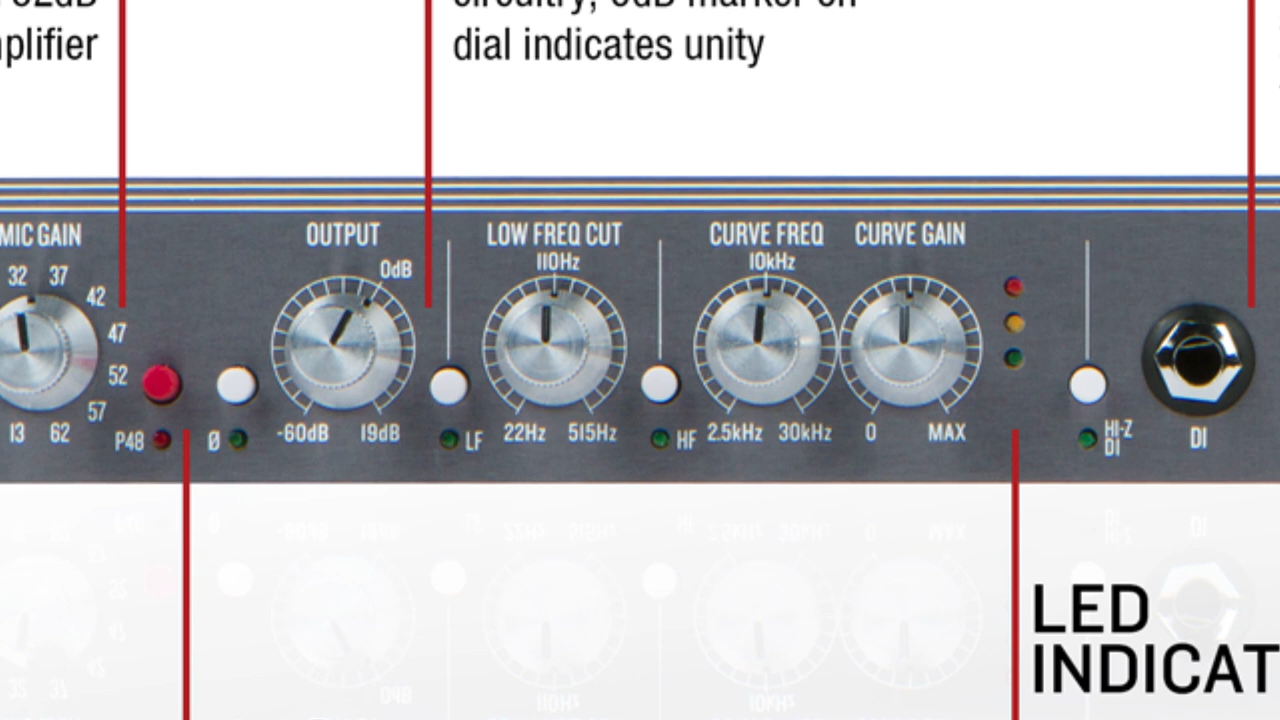 dial indicates unity
MIC GAIN
32 37
42
47
52
57
13 62
P48
Ø
OUTPUT
0dB
-60dB 19dB
LF
LOW FREQ CUT
110Hz
22Hz 515Hz
HF
CURVE FREQ
10kHz
2.5kHz 30kHz
CURVE GAIN
0 MAX
HI-Z
DI
DI
LED